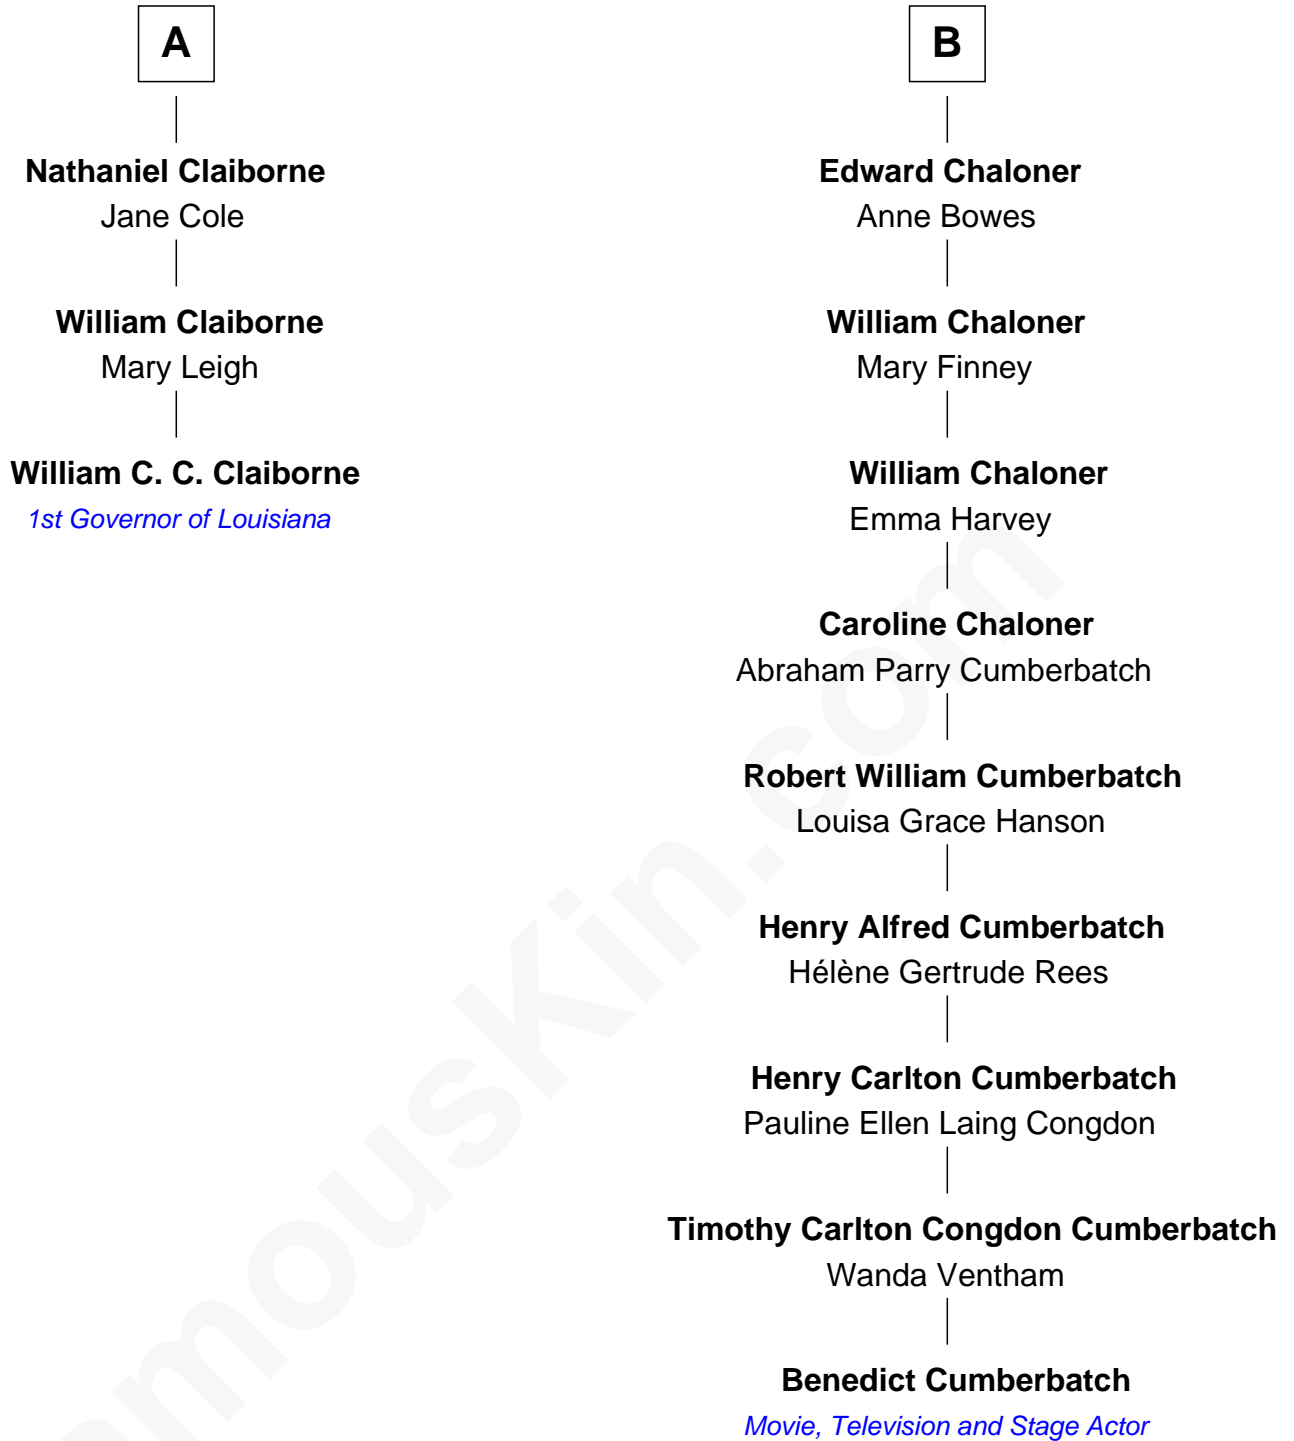 A
Nathaniel Claiborne
Jane Cole
William Claiborne
Mary Leigh
William C. C. Claiborne
1st Governor of Louisiana
B
Edward Chaloner
Anne Bowes
William Chaloner
Mary Finney
William Chaloner
Emma Harvey
Caroline Chaloner
Abraham Parry Cumberbatch
Robert William Cumberbatch
Louisa Grace Hanson
Henry Alfred Cumberbatch
Hélène Gertrude Rees
Henry Carlton Cumberbatch
Pauline Ellen Laing Congdon
Timothy Carlton Congdon Cumberbatch
Wanda Ventham
Benedict Cumberbatch
Movie, Television and Stage Actor
amouskin.com